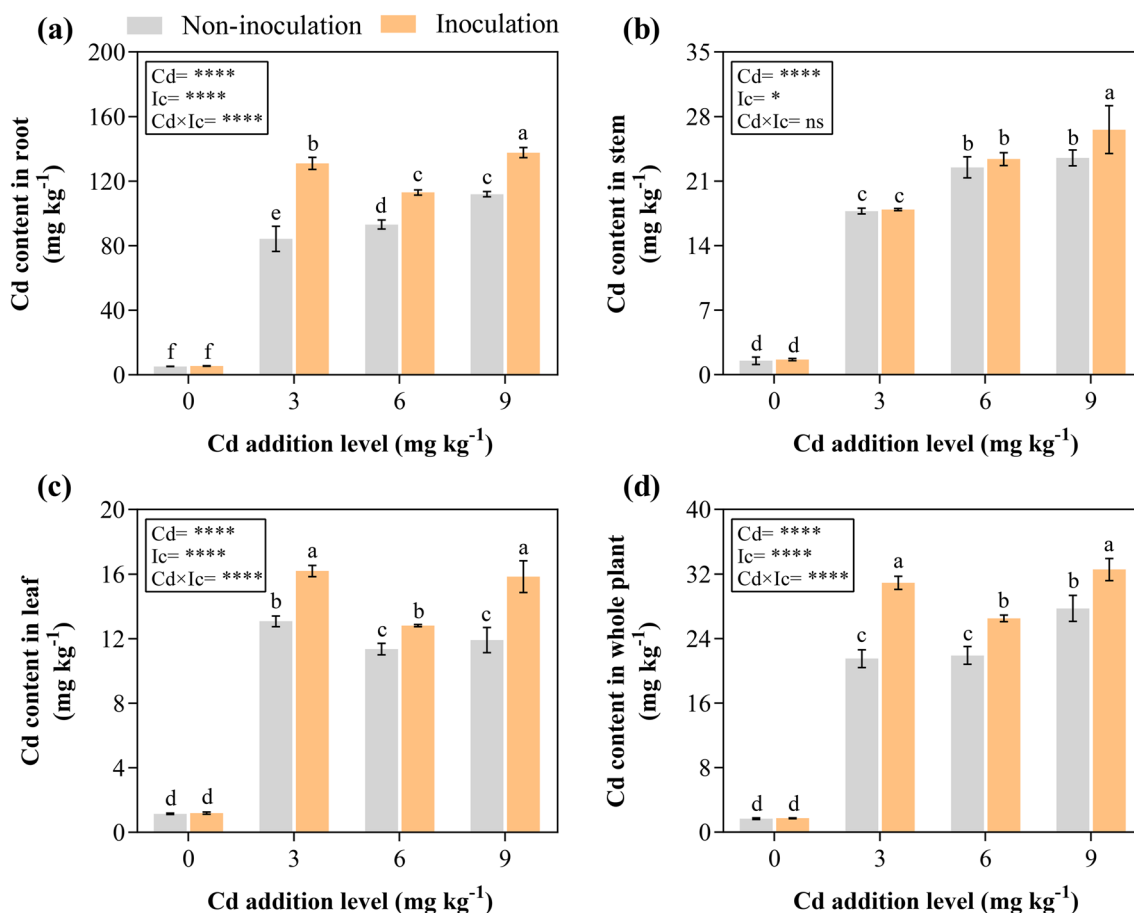 Non-inoculation Inoculation
(a)
Cd content in root
(mg kg⁻¹)
200
160
120
80
40
0
Cd= ****
Ic= ****
Cd×Ic= ****
f f e b d c c a
0 3 6 9
Cd addition level (mg kg⁻¹)
(b)
Cd content in stem
(mg kg⁻¹)
35
28
21
14
7
0
Cd= ****
Ic= *
Cd×Ic= ns
d d c c b b b a
0 3 6 9
Cd addition level (mg kg⁻¹)
(c)
Cd content in leaf
(mg kg⁻¹)
20
16
12
8
4
0
Cd= ****
Ic= ****
Cd×Ic= ****
d d b a c b c a
0 3 6 9
Cd addition level (mg kg⁻¹)
(d)
Cd content in whole plant
(mg kg⁻¹)
40
32
24
16
8
0
Cd= ****
Ic= ****
Cd×Ic= ****
d d c a c b b a
0 3 6 9
Cd addition level (mg kg⁻¹)